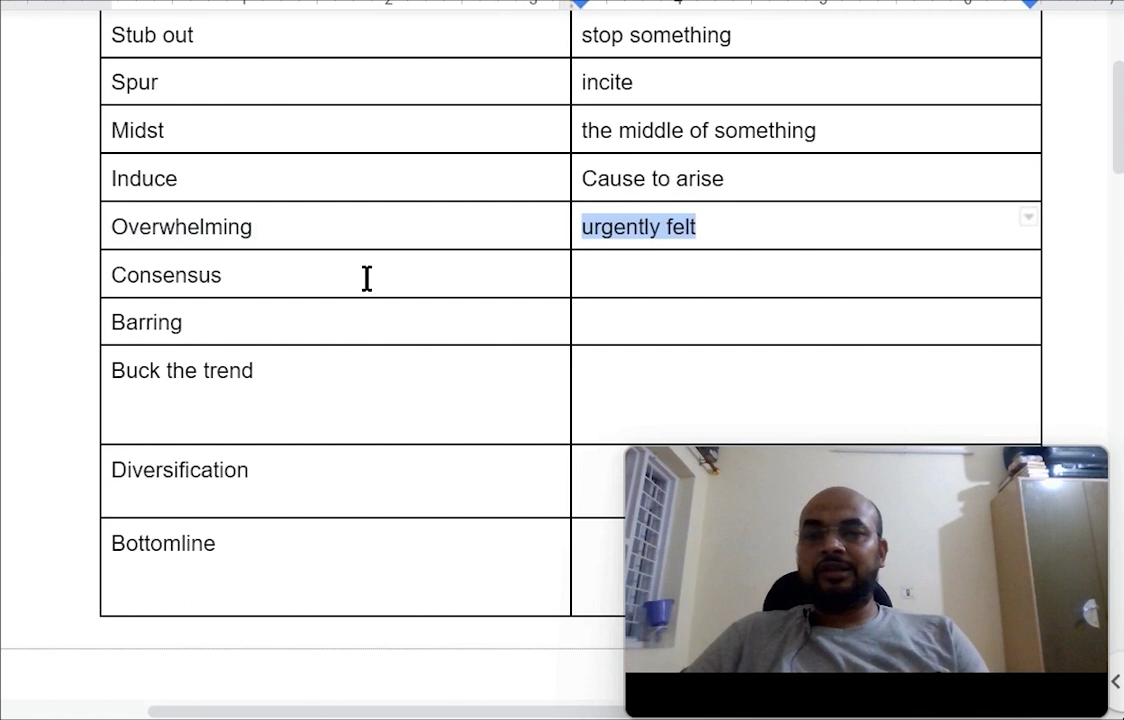 Stub out stop something
Spur incite
Midst the middle of something
Induce Cause to arise
Overwhelming urgently felt
Consensus
Barring
Buck the trend
Diversification
Bottomline